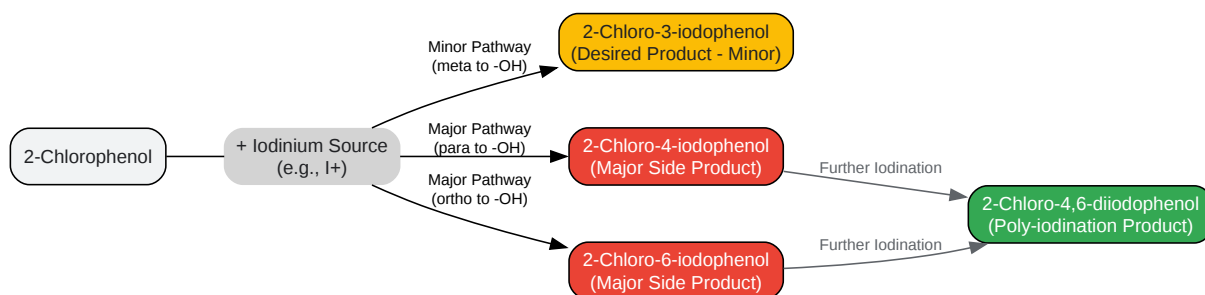 2-Chlorophenol
+ Iodinium Source
(e.g., I+)
Minor Pathway
(meta to -OH)
Major Pathway
(para to -OH)
Major Pathway
(ortho to -OH)
2-Chloro-3-iodophenol
(Desired Product - Minor)
2-Chloro-4-iodophenol
(Major Side Product)
2-Chloro-6-iodophenol
(Major Side Product)
Further Iodination
Further Iodination
2-Chloro-4,6-diiodophenol
(Poly-iodination Product)